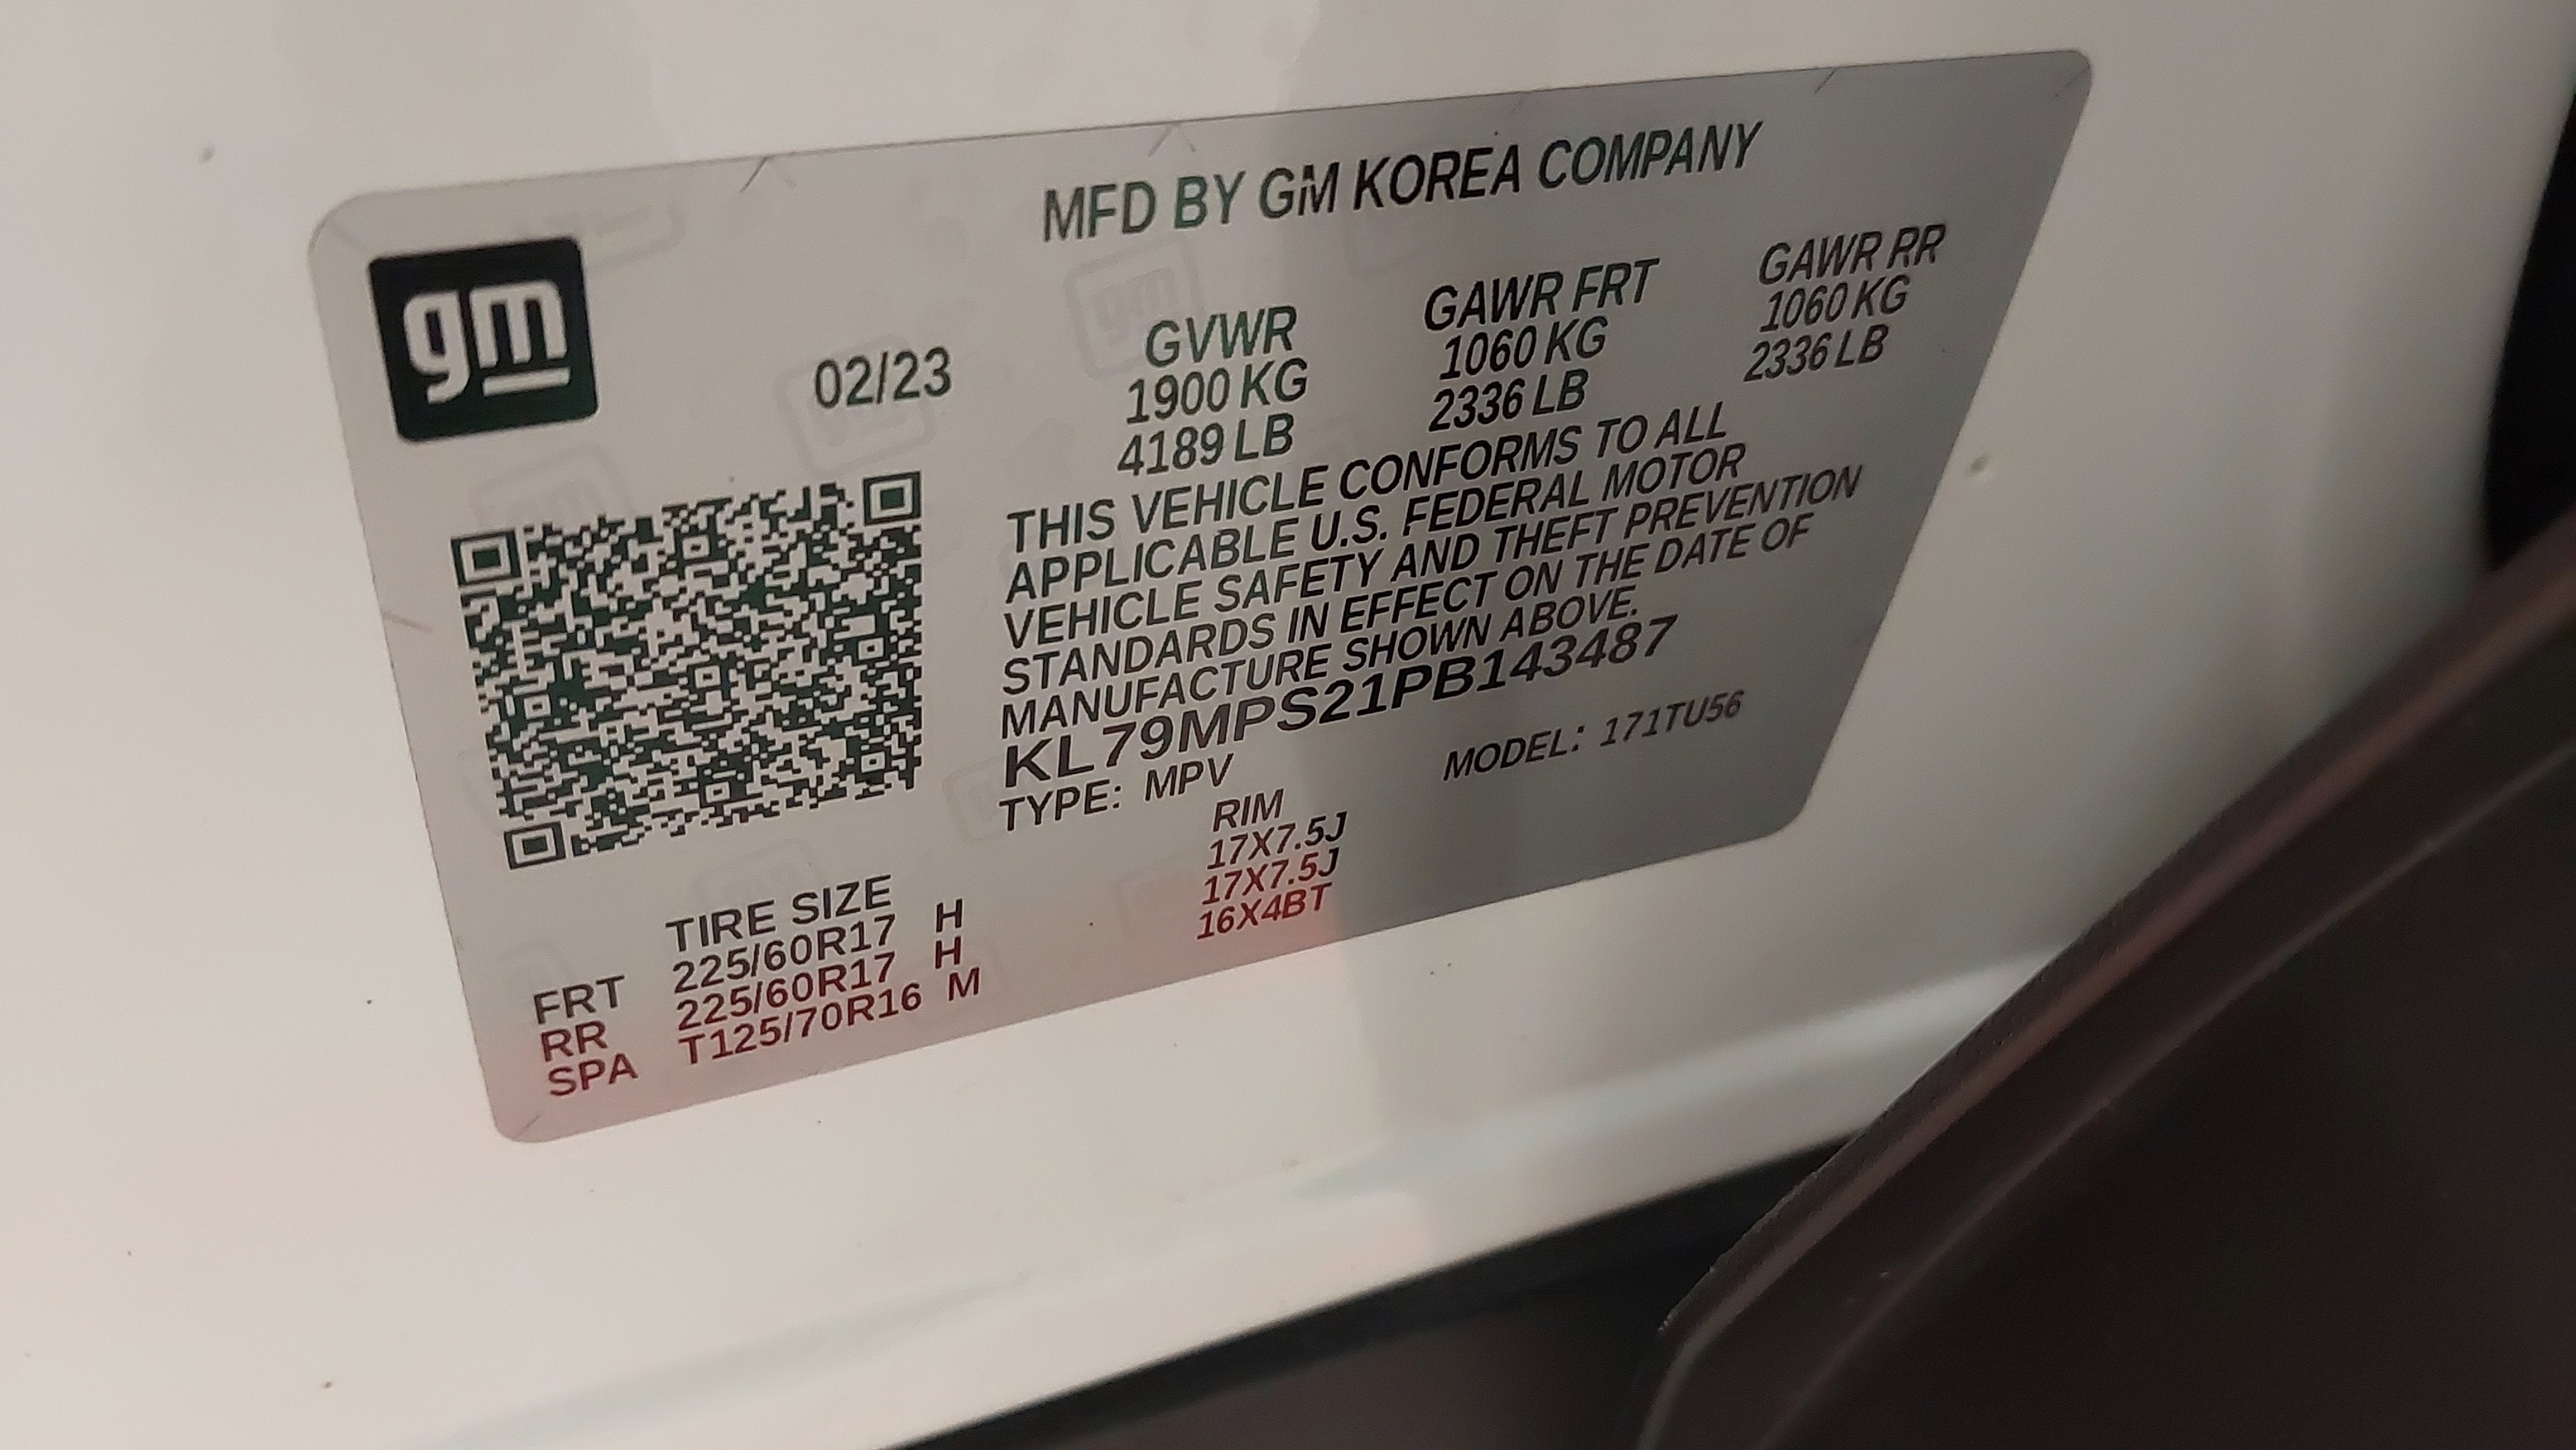 gm
MFD BY GM KOREA COMPANY
02/23
GVWR
1900 KG
4189 LB
GAWR FRT
1060 KG
2336 LB
GAWR RR
1060 KG
2336 LB
THIS VEHICLE CONFORMS TO ALL
APPLICABLE U.S. FEDERAL MOTOR
VEHICLE SAFETY AND THEFT PREVENTION
STANDARDS IN EFFECT ON THE DATE OF
MANUFACTURE SHOWN ABOVE.
KL79MPS21PB143487
TYPE: MPV MODEL: 171TU56
TIRE SIZE RIM
FRT 225/60R17 H 17X7.5J
RR 225/60R17 H 17X7.5J
SPA T125/70R16 M 16X4BT